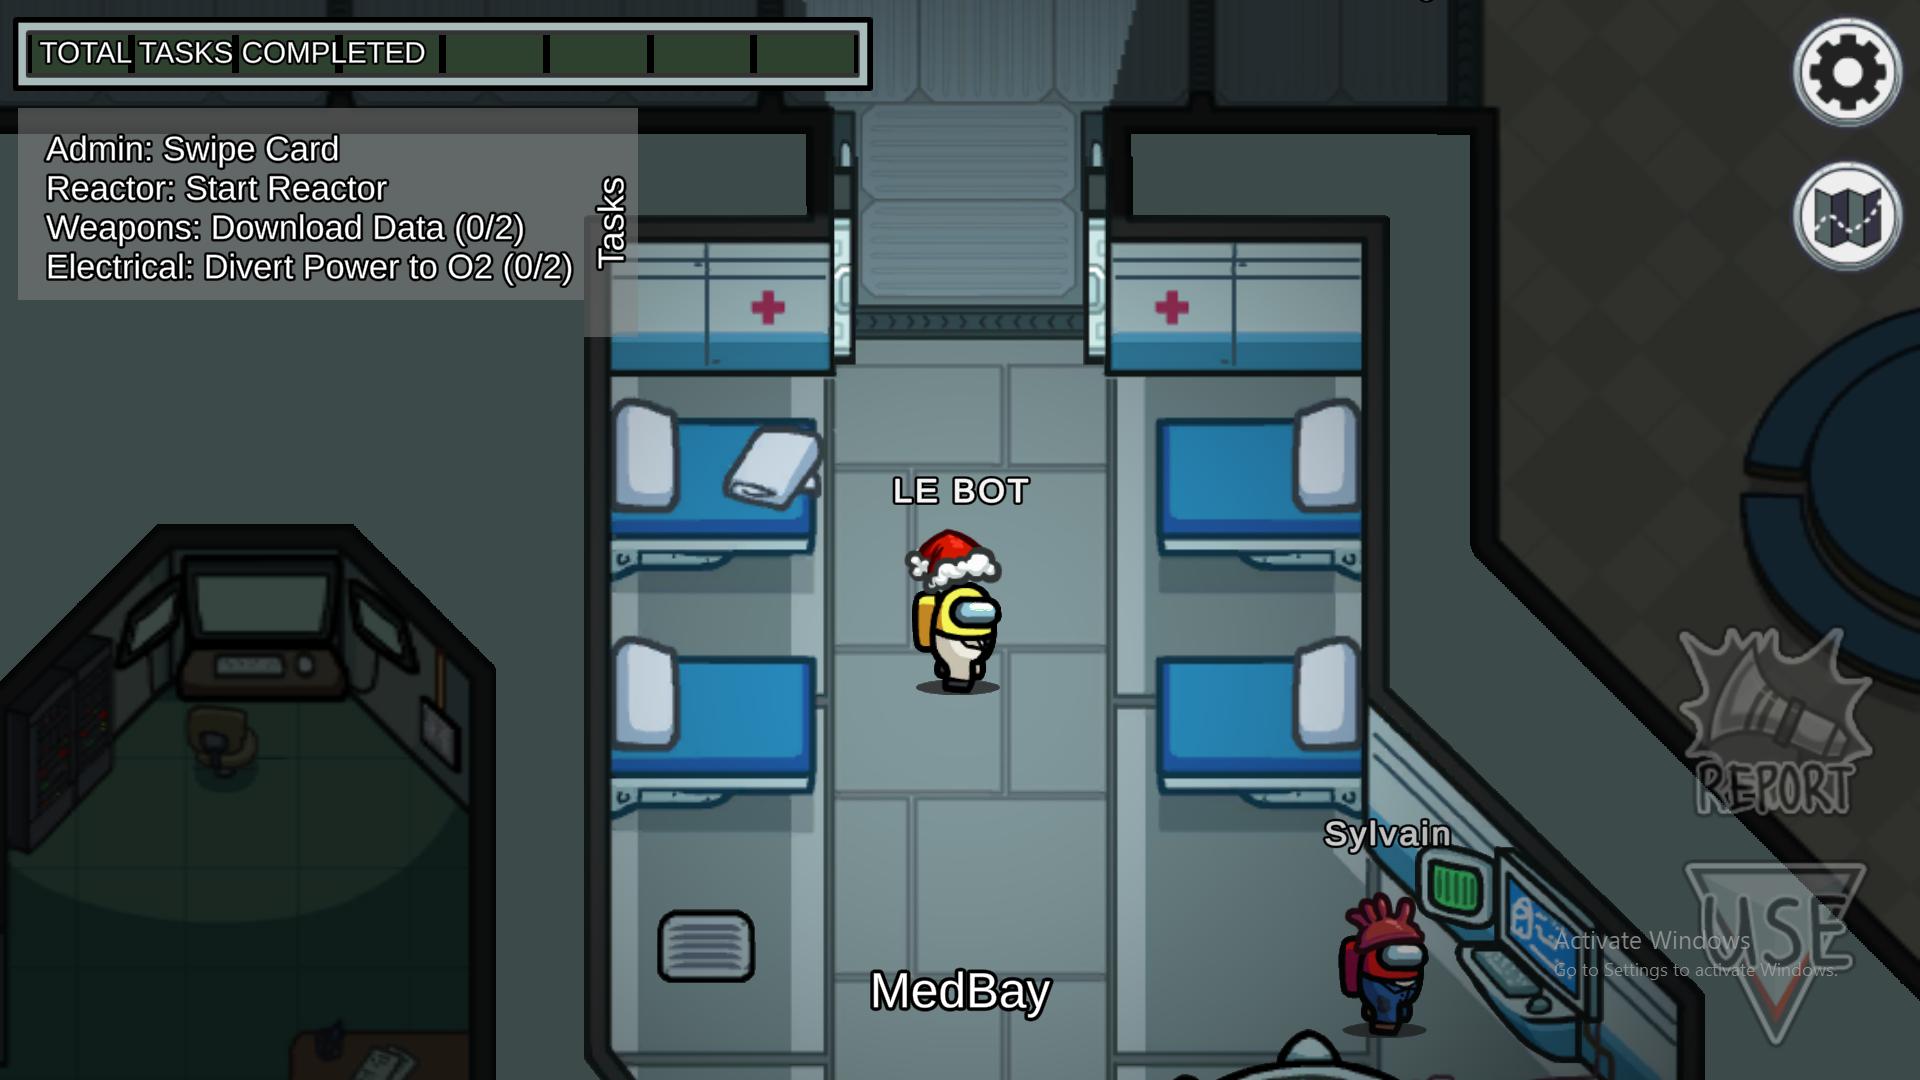 TOTAL TASKS COMPLETED
Admin: Swipe Card
Reactor: Start Reactor
Weapons: Download Data (0/2)
Electrical: Divert Power to O2 (0/2)
Tasks
LE BOT
Sylvain
REPORT
USE
Activate Windows
Go to Settings to activate Windows.
MedBay